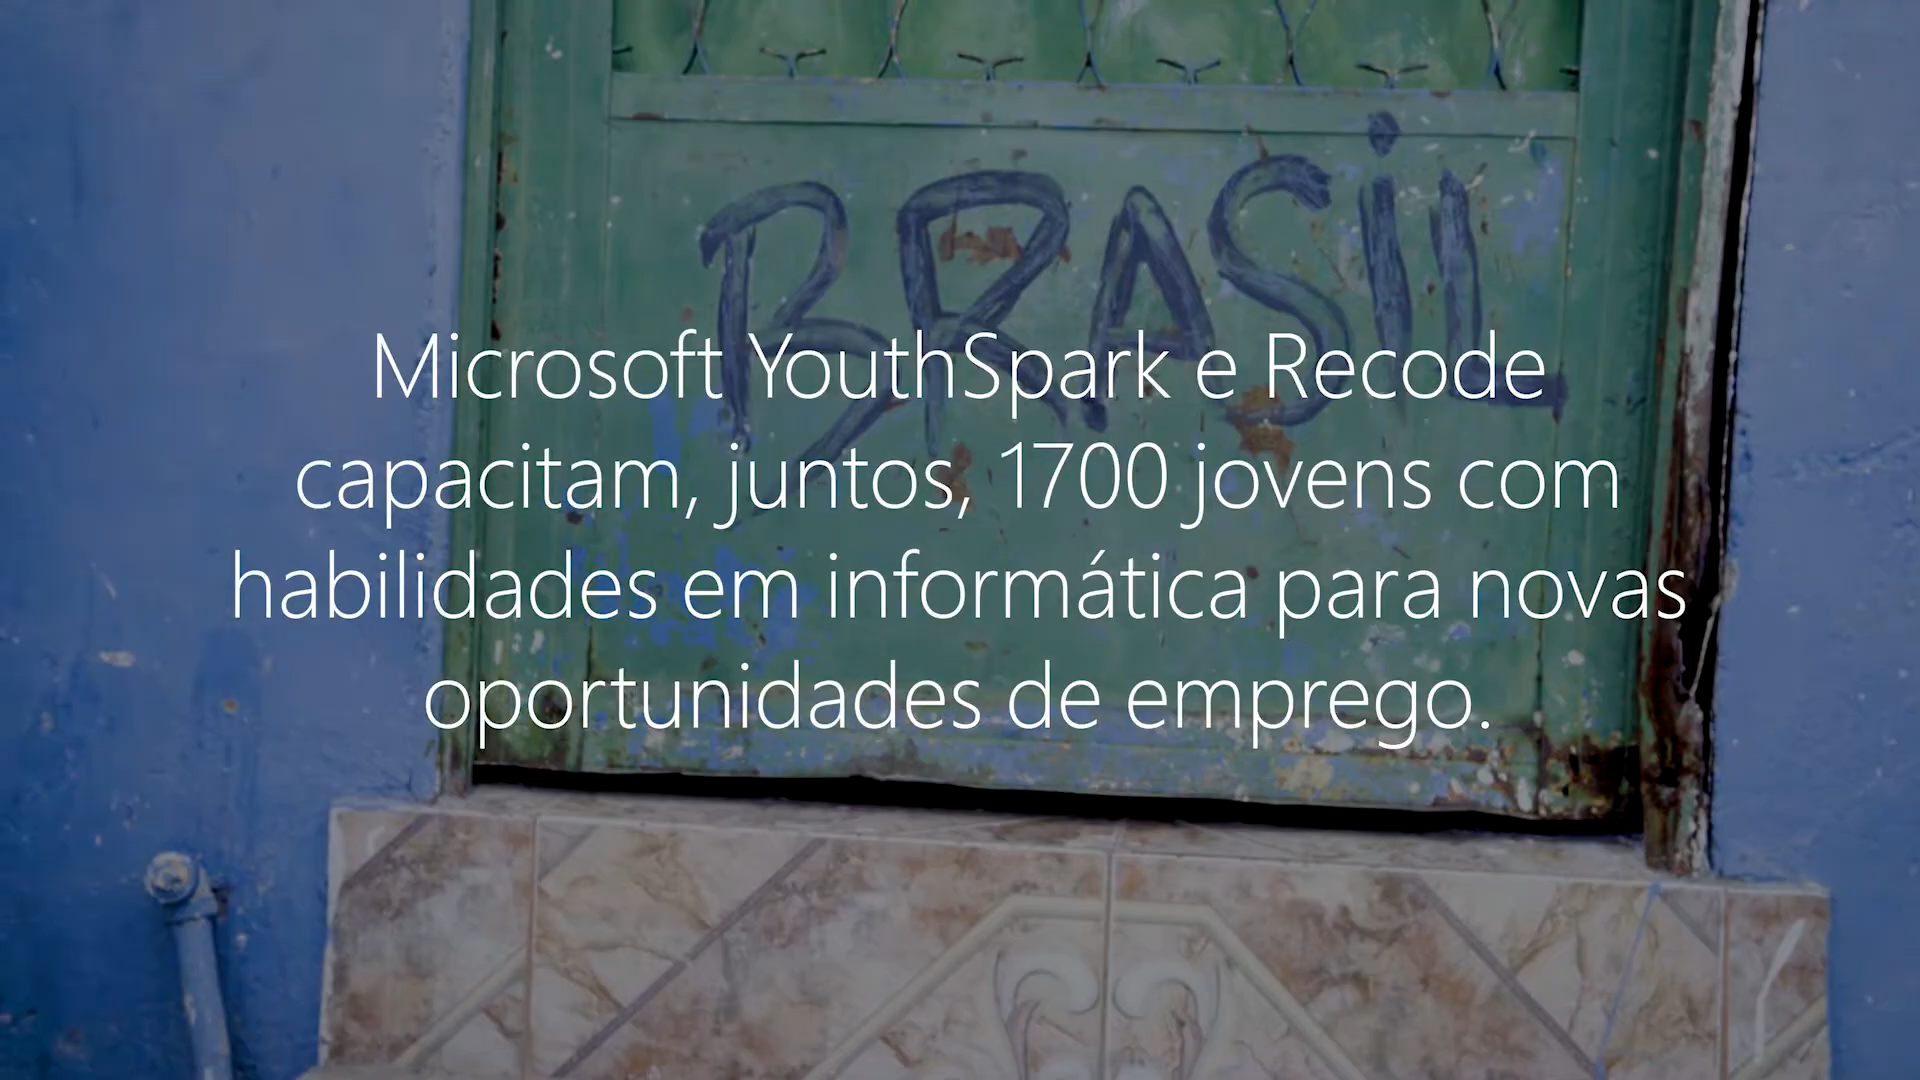 BRASIL
Microsoft YouthSpark e Recode
capacitam, juntos, 1700 jovens com
habilidades em informática para novas
oportunidades de emprego.